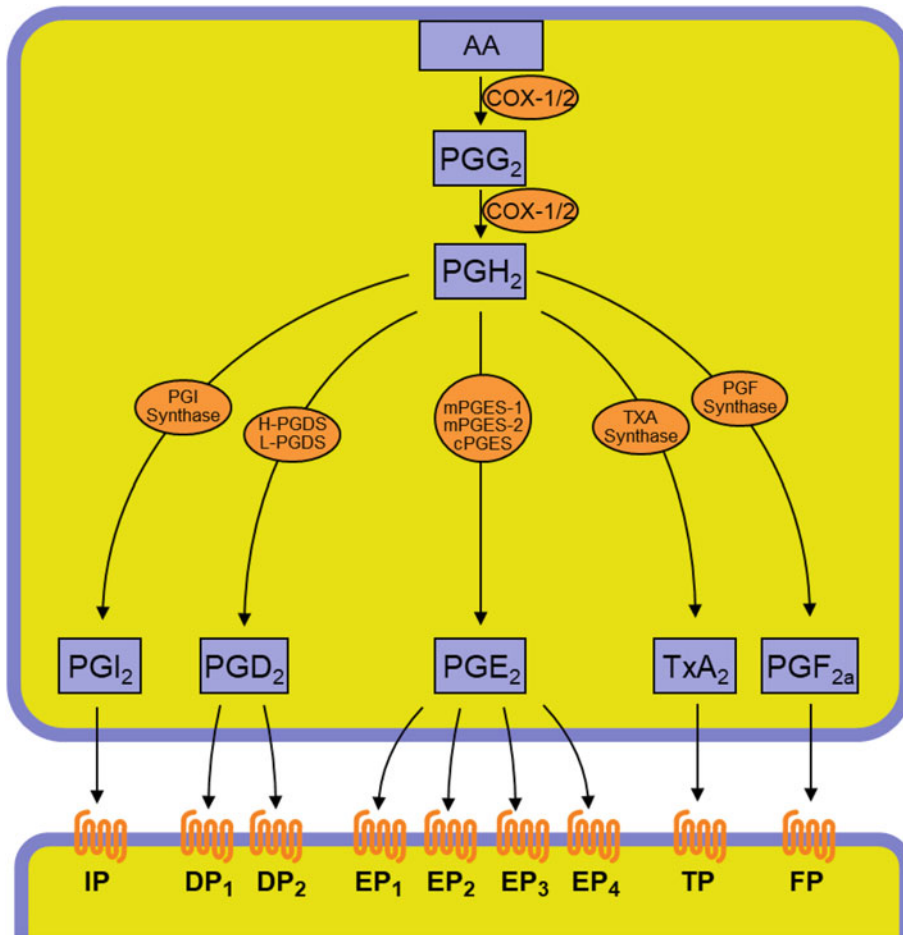 AA
COX-1/2
PGG₂
COX-1/2
PGH₂
PGI
Synthase
H-PGDS
L-PGDS
mPGES-1
mPGES-2
cPGES
TXA
Synthase
PGF
Synthase
PGI₂
PGD₂
PGE₂
TxA₂
PGF₂ₐ
IP
DP₁
DP₂
EP₁
EP₂
EP₃
EP₄
TP
FP